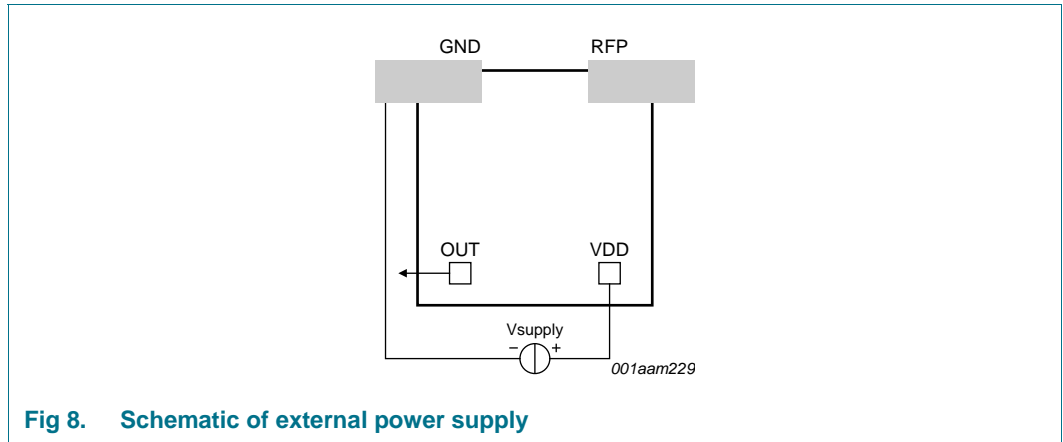 GND RFP
OUT VDD
Vsupply
− +
001aam229
Fig 8. Schematic of external power supply